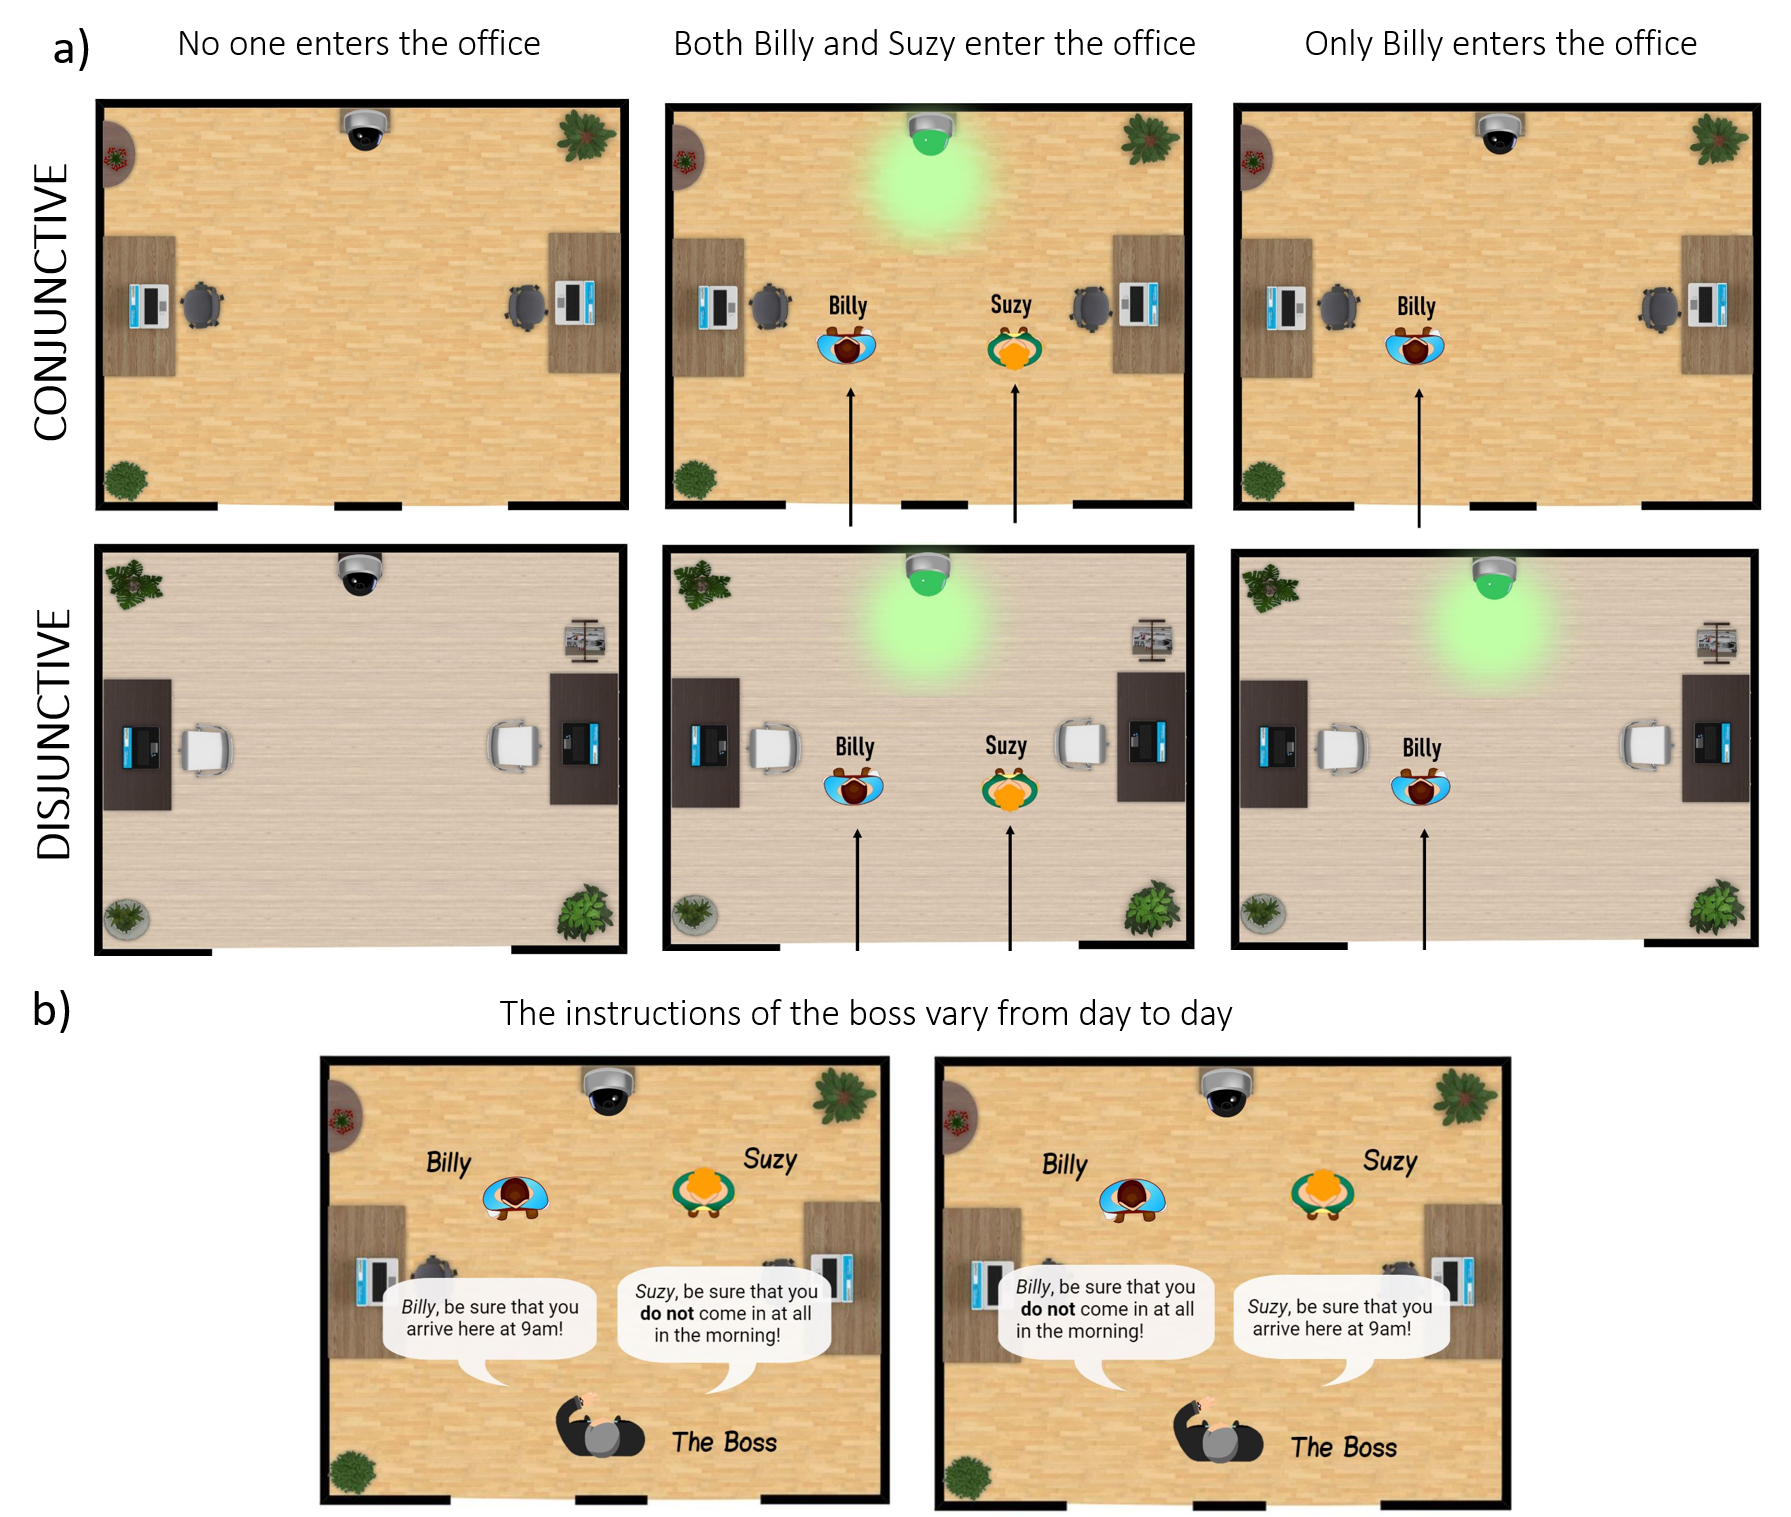 a)
No one enters the office
Both Billy and Suzy enter the office
Only Billy enters the office
CONJUNCTIVE
Billy
Suzy
Billy
DISJUNCTIVE
Billy
Suzy
Billy
b)
The instructions of the boss vary from day to day
Billy
Suzy
Billy, be sure that you
arrive here at 9am!
Suzy, be sure that you
do not come in at all
in the morning!
The Boss
Billy
Suzy
Billy, be sure that you
do not come in at all
in the morning!
Suzy, be sure that you
arrive here at 9am!
The Boss